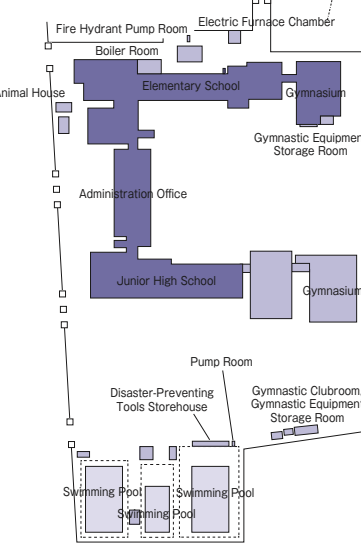 Electric Furnace Chamber
Fire Hydrant Pump Room
Boiler Room
Elementary School
Animal House
Gymnasium
Gymnastic Equipmen
Storage Room
Administration Office
Junior High School
Gymnasium
Pump Room
Disaster-Preventing
Tools Storehouse
Gymnastic Clubroom,
Gymnastic Equipment
Storage Room
Swimming Pool
Swimming Pool
Swimming Pool